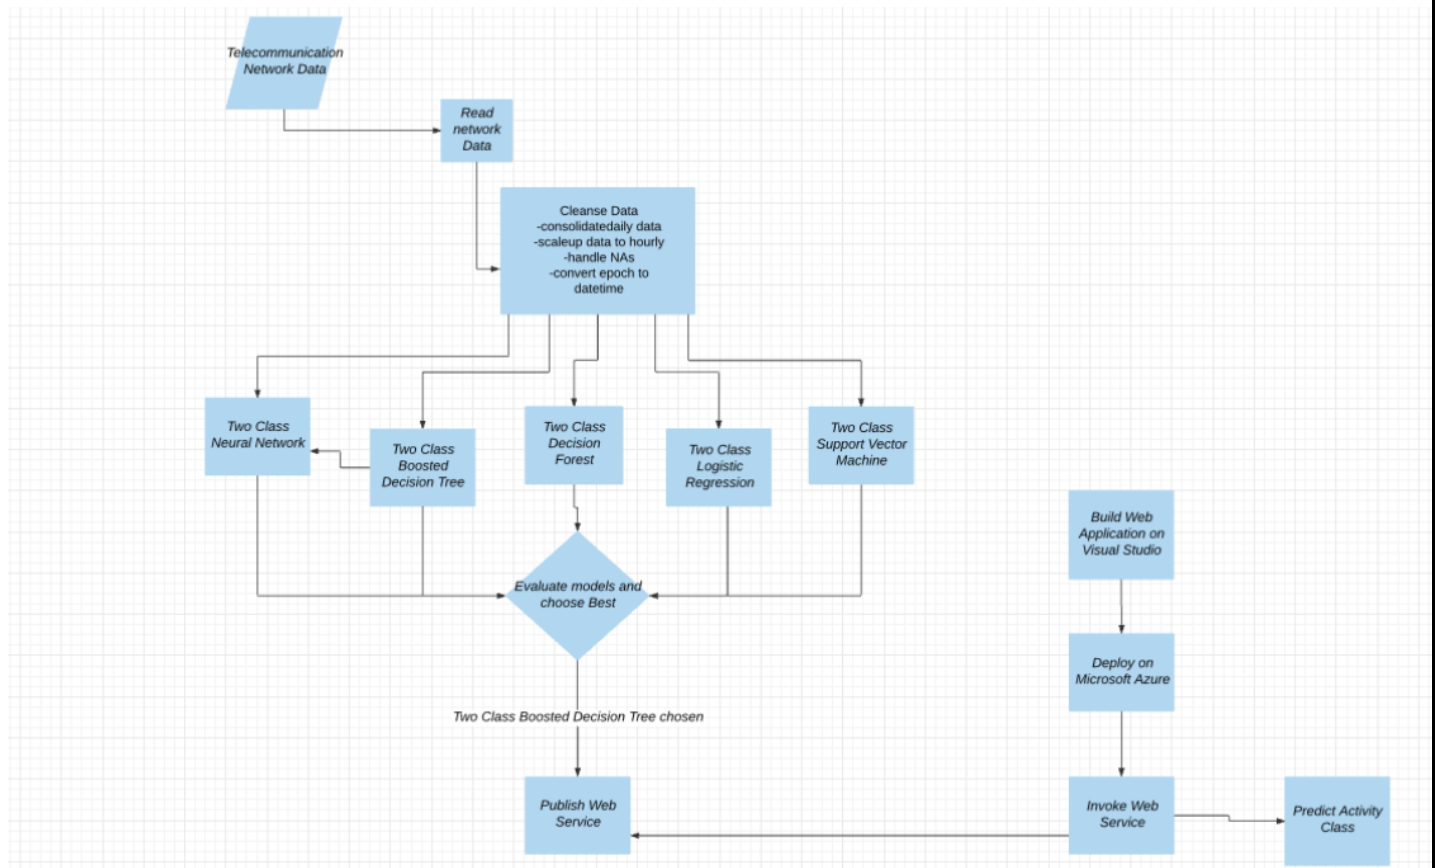 Telecommunication
Network Data
Read
network
Data
Cleanse Data
-consolidatedaily data
-scaleup data to hourly
-handle NAs
-convert epoch to
datetime
Two Class
Neural Network
Two Class
Boosted
Decision Tree
Two Class
Decision
Forest
Two Class
Logistic
Regression
Two Class
Support Vector
Machine
Evaluate models and
choose Best
Two Class Boosted Decision Tree chosen
Publish Web
Service
Build Web
Application on
Visual Studio
Deploy on
Microsoft Azure
Invoke Web
Service
Predict Activity
Class